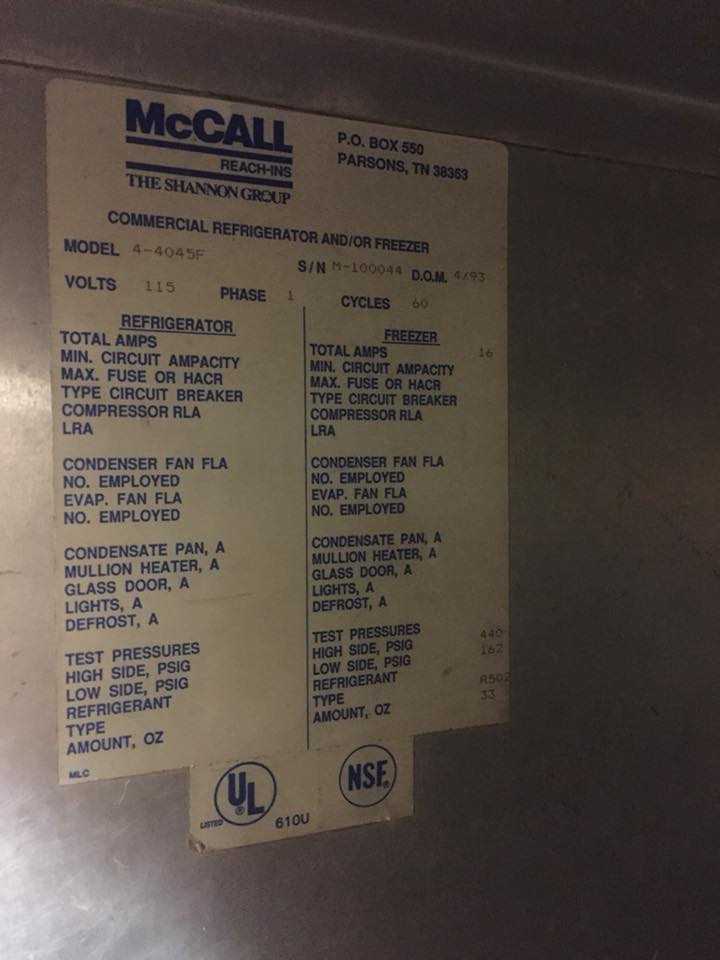 McCALL
REACH-INS
THE SHANNON GROUP
P.O. BOX 550
PARSONS, TN 38363
COMMERCIAL REFRIGERATOR AND/OR FREEZER
MODEL 4-4045F S/N M-100044 D.O.M. 4/93
VOLTS 115 PHASE 1 CYCLES 60
REFRIGERATOR
TOTAL AMPS
MIN. CIRCUIT AMPACITY
MAX. FUSE OR HACR
TYPE CIRCUIT BREAKER
COMPRESSOR RLA
LRA
CONDENSER FAN FLA
NO. EMPLOYED
EVAP. FAN FLA
NO. EMPLOYED
CONDENSATE PAN, A
MULLION HEATER, A
GLASS DOOR, A
LIGHTS, A
DEFROST, A
TEST PRESSURES
HIGH SIDE, PSIG
LOW SIDE, PSIG
REFRIGERANT
TYPE
AMOUNT, OZ
MLC
FREEZER
TOTAL AMPS 16
MIN. CIRCUIT AMPACITY
MAX. FUSE OR HACR
TYPE CIRCUIT BREAKER
COMPRESSOR RLA
LRA
CONDENSER FAN FLA
NO. EMPLOYED
EVAP. FAN FLA
NO. EMPLOYED
CONDENSATE PAN, A
MULLION HEATER, A
GLASS DOOR, A
LIGHTS, A
DEFROST, A
TEST PRESSURES 440
HIGH SIDE, PSIG 162
LOW SIDE, PSIG
REFRIGERANT R502
TYPE 33
AMOUNT, OZ
UL ®
LISTED 610U
NSF®